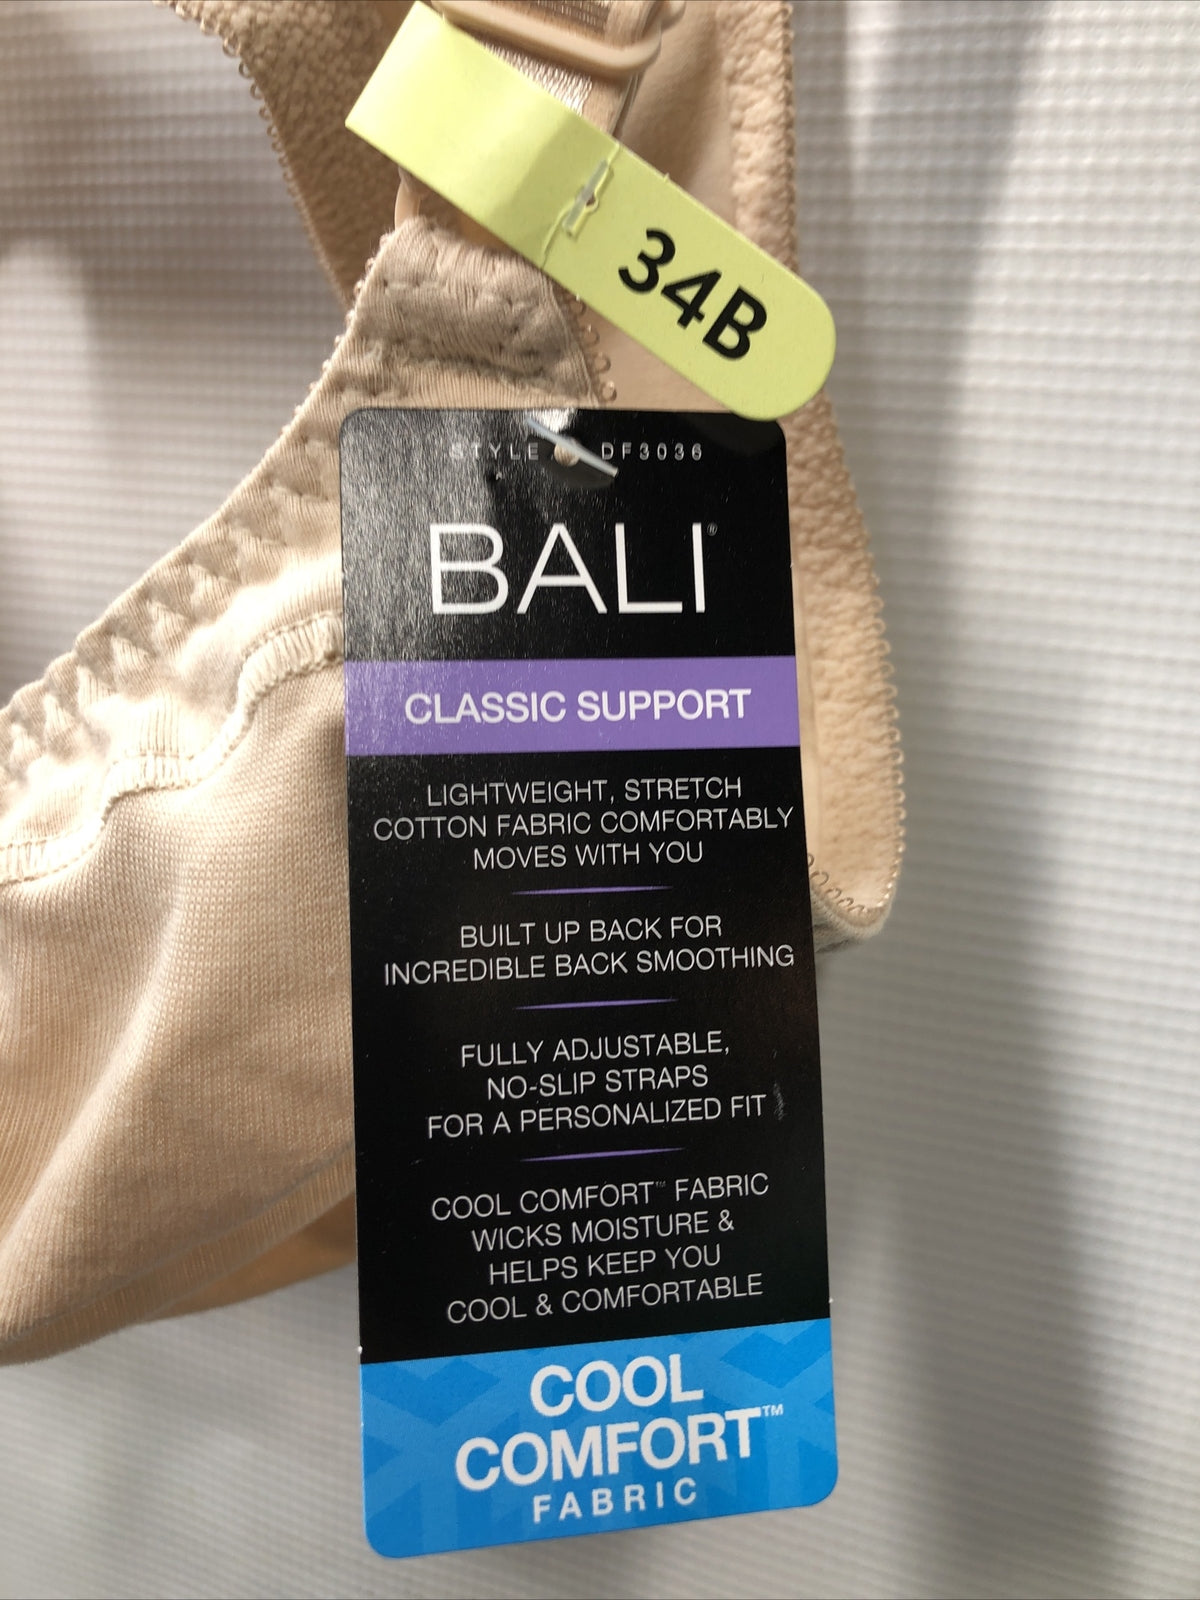 34B
STYLE DF3036
BALI®
CLASSIC SUPPORT
LIGHTWEIGHT, STRETCH
COTTON FABRIC COMFORTABLY
MOVES WITH YOU
BUILT UP BACK FOR
INCREDIBLE BACK SMOOTHING
FULLY ADJUSTABLE,
NO-SLIP STRAPS
FOR A PERSONALIZED FIT
COOL COMFORT™ FABRIC
WICKS MOISTURE &
HELPS KEEP YOU
COOL & COMFORTABLE
COOL
COMFORT™
FABRIC